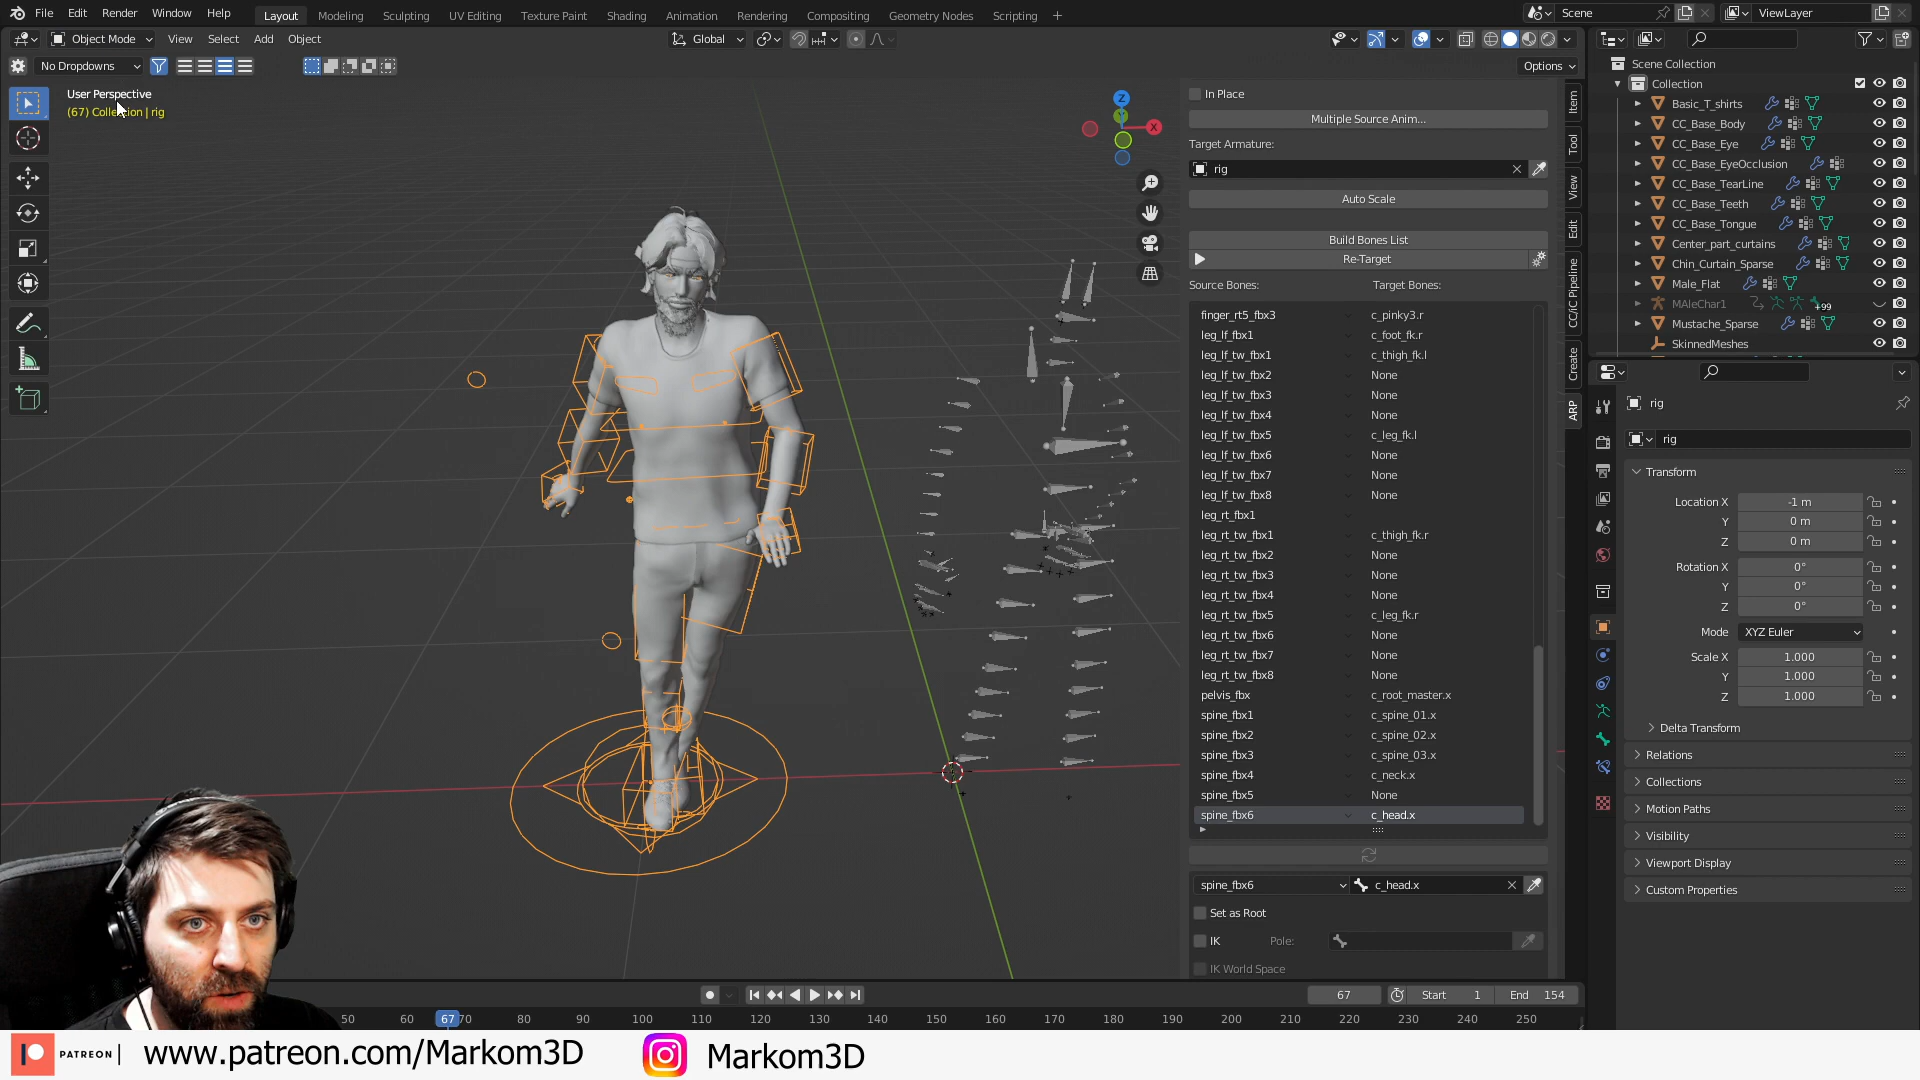 File Edit Render Window Help Layout Modeling Sculpting UV Editing Texture Paint Shading Animation Rendering Compositing Geometry Nodes Scripting + Scene ViewLayer
Object Mode View Select Add Object Global
No Dropdowns Options
User Perspective
(67) Collection | rig
Z
X
In Place
Multiple Source Anim...
Target Armature:
rig
Auto Scale
Build Bones List
Re-Target
Source Bones: Target Bones:
finger_rt5_fbx3 c_pinky3.r
leg_lf_fbx1 c_foot_fk.r
leg_lf_tw_fbx1 c_thigh_fk.l
leg_lf_tw_fbx2 None
leg_lf_tw_fbx3 None
leg_lf_tw_fbx4 None
leg_lf_tw_fbx5 c_leg_fk.l
leg_lf_tw_fbx6 None
leg_lf_tw_fbx7 None
leg_lf_tw_fbx8 None
leg_rt_fbx1
leg_rt_tw_fbx1 c_thigh_fk.r
leg_rt_tw_fbx2 None
leg_rt_tw_fbx3 None
leg_rt_tw_fbx4 None
leg_rt_tw_fbx5 c_leg_fk.r
leg_rt_tw_fbx6 None
leg_rt_tw_fbx7 None
leg_rt_tw_fbx8 None
pelvis_fbx c_root_master.x
spine_fbx1 c_spine_01.x
spine_fbx2 c_spine_02.x
spine_fbx3 c_spine_03.x
spine_fbx4 c_neck.x
spine_fbx5 None
spine_fbx6 c_head.x
spine_fbx6 c_head.x
Set as Root
IK Pole:
IK World Space
Item
Tool
View
Edit
CC/iC Pipeline
Create
ARP
Scene Collection
Collection
Basic_T_shirts
CC_Base_Body
CC_Base_Eye
CC_Base_EyeOcclusion
CC_Base_TearLine
CC_Base_Teeth
CC_Base_Tongue
Center_part_curtains
Chin_Curtain_Sparse
Male_Flat
MAleChar1 +99
Mustache_Sparse
SkinnedMeshes
rig
rig
Transform
Location X -1 m
Y 0 m
Z 0 m
Rotation X 0°
Y 0°
Z 0°
Mode XYZ Euler
Scale X 1.000
Y 1.000
Z 1.000
Delta Transform
Relations
Collections
Motion Paths
Visibility
Viewport Display
Custom Properties
67 Start 1 End 154
50 60 67 70 80 90 100 110 120 130 140 150 160 170 180 190 200 210 220 230 240 250
PATREON | www.patreon.com/Markom3D Markom3D